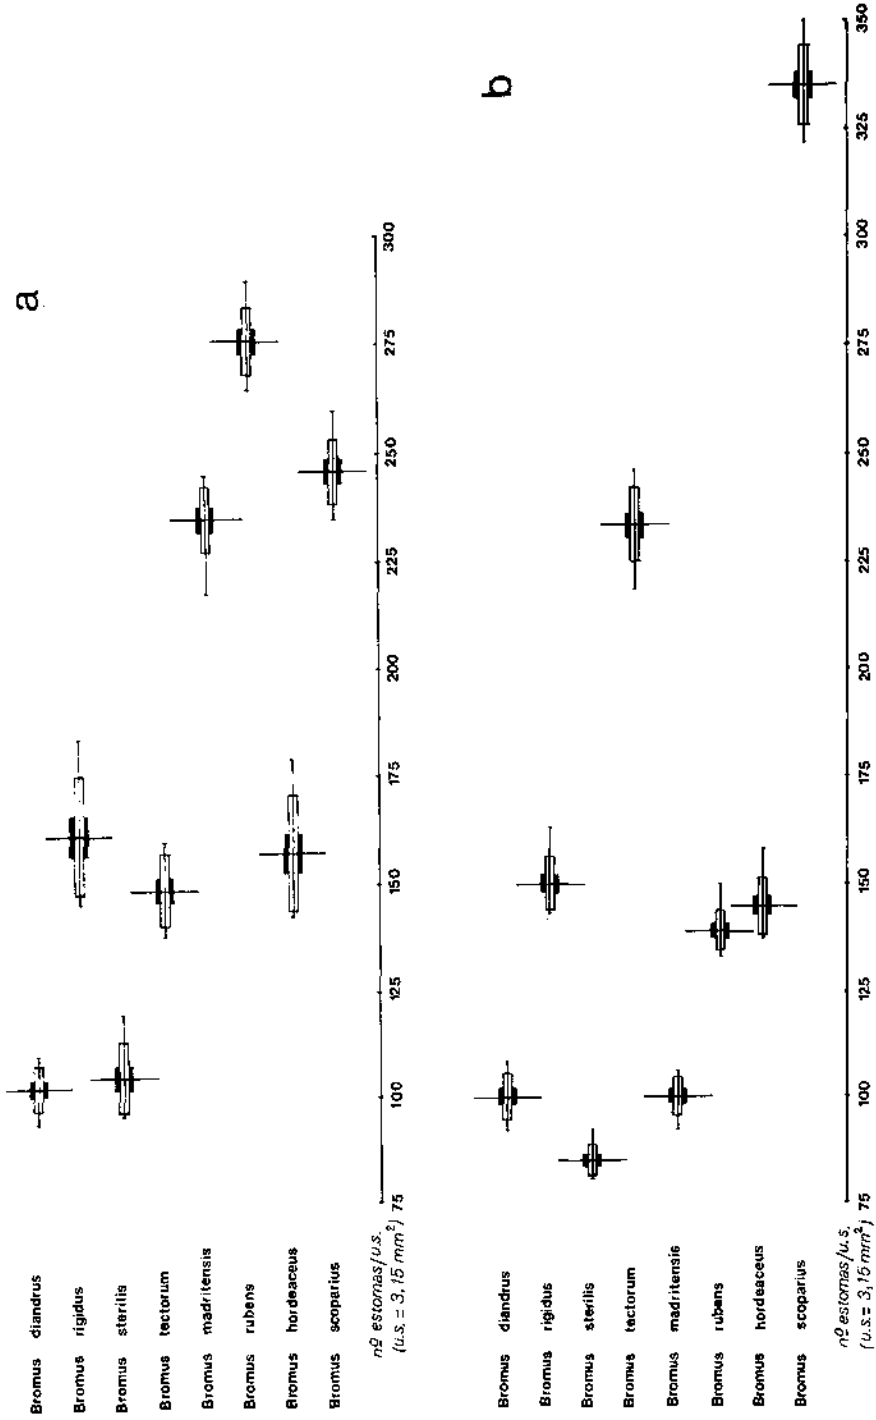 a
Bromus diandrus
Bromus rigidus
Bromus sterilis
Bromus tectorum
Bromus madritensis
Bromus rubens
Bromus hordeaceus
Bromus scoparius
nº estomas/u.s.
(u.s. = 3,15 mm²)
75 100 125 150 175 200 225 250 275 300
b
Bromus diandrus
Bromus rigidus
Bromus sterilis
Bromus tectorum
Bromus madritensis
Bromus rubens
Bromus hordeaceus
Bromus scoparius
nº estomas/u.s.
(u.s. = 3,15 mm²)
75 100 125 150 175 200 225 250 275 300 325 350